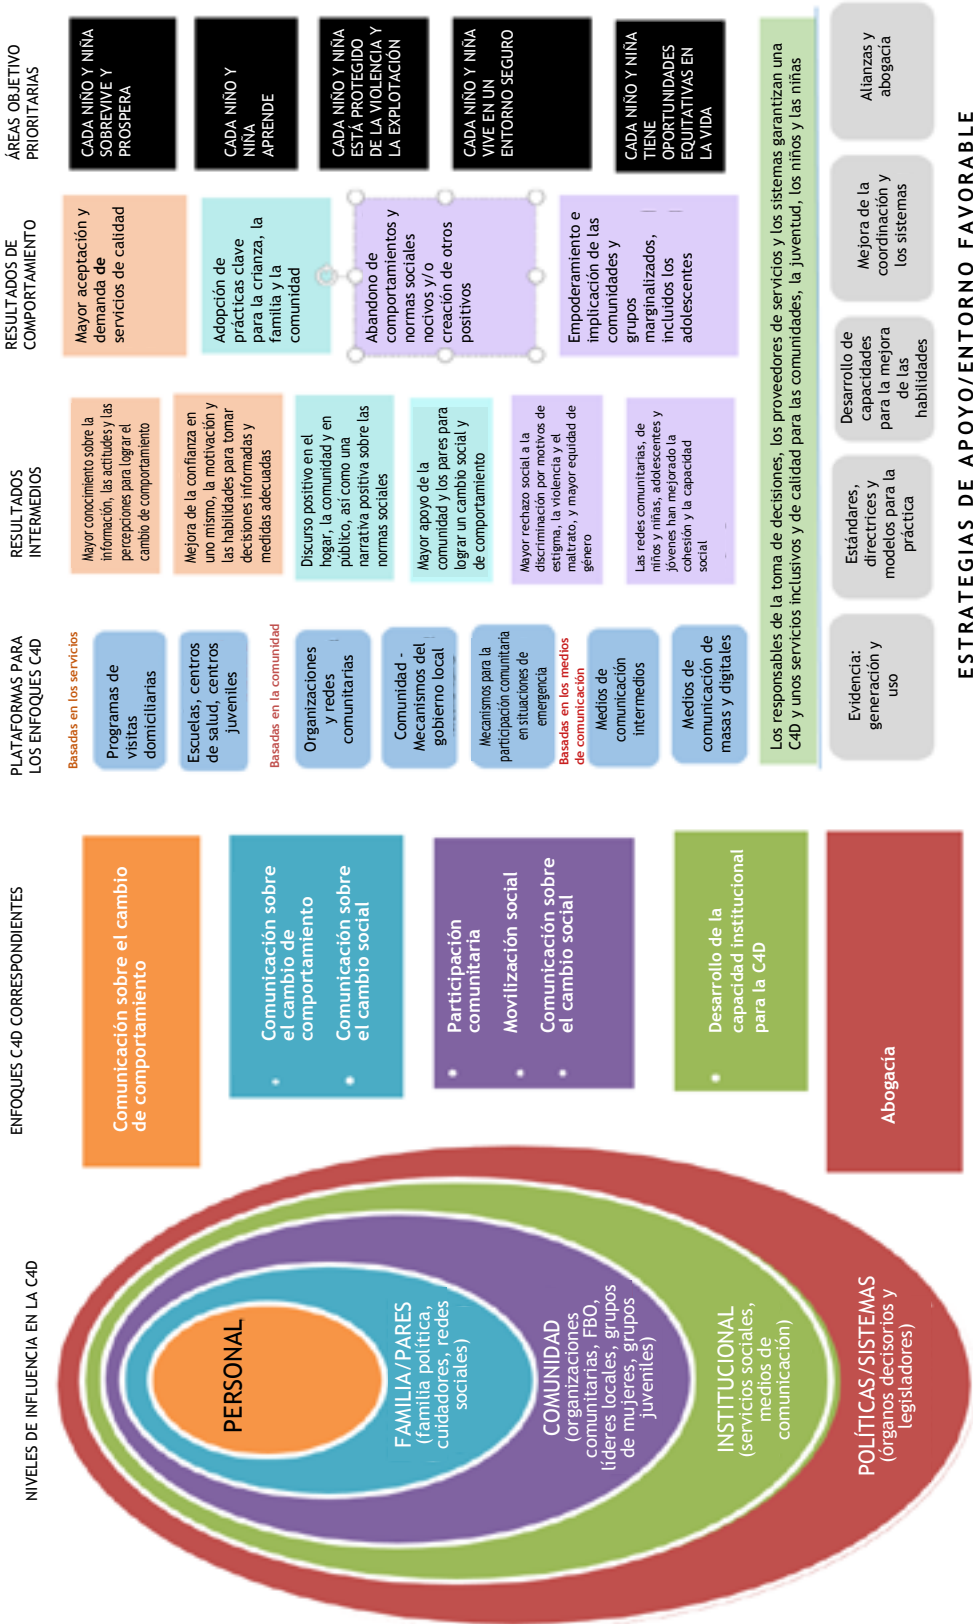 NIVELES DE INFLUENCIA EN LA C4D
PERSONAL
FAMILIA/PARES
(familia política,
cuidadores, redes
sociales)
COMUNIDAD
(organizaciones
comunitarias, FBO,
líderes locales, grupos
de mujeres, grupos
juveniles)
INSTITUCIONAL
(servicios sociales,
medios de
comunicación)
POLÍTICAS/SISTEMAS
(órganos decisorios y
legisladores)
ENFOQUES C4D CORRESPONDIENTES
Comunicación sobre el cambio
de comportamiento
• Comunicación sobre
el cambio de
comportamiento
• Comunicación sobre
el cambio social
• Participación
comunitaria
• Movilización social
• Comunicación sobre
el cambio social
• Desarrollo de la
capacidad institucional
para la C4D
Abogacía
PLATAFORMAS PARA
LOS ENFOQUES C4D
Basadas en los servicios
Programas de
visitas
domiciliarias
Escuelas, centros
de salud, centros
juveniles
Basadas en la comunidad
Organizaciones
y redes
comunitarias
Comunidad -
Mecanismos del
gobierno local
Mecanismos para la
participación comunitaria
en situaciones de
emergencia
Basadas en los medios
de comunicación
Medios de
comunicación
intermedios
Medios de
comunicación de
masas y digitales
RESULTADOS
INTERMEDIOS
Mayor conocimiento sobre la
información, las actitudes y las
percepciones para lograr el
cambio de comportamiento
Mejora de la confianza en
uno mismo, la motivación y
las habilidades para tomar
decisiones informadas y
medidas adecuadas
Discurso positivo en el
hogar, la comunidad y en
público, así como una
narrativa positiva sobre las
normas sociales
Mayor apoyo de la
comunidad y los pares para
lograr un cambio social y
de comportamiento
Mayor rechazo social a la
discriminación por motivos de
estigma, la violencia y el
maltrato, y mayor equidad de
género
Las redes comunitarias, de
niños y niñas, adolescentes y
jóvenes han mejorado la
cohesión y la capacidad
social
RESULTADOS DE
COMPORTAMIENTO
Mayor aceptación y
demanda de
servicios de calidad
Adopción de
prácticas clave
para la crianza, la
familia y la
comunidad
Abandono de
comportamientos y
normas sociales
nocivos y/o
creación de otros
positivos
Empoderamiento e
implicación de las
comunidades y
grupos
marginalizados,
incluidos los
adolescentes
ÁREAS OBJETIVO
PRIORITARIAS
CADA NIÑO Y NIÑA
SOBREVIVE Y
PROSPERA
CADA NIÑO Y
NIÑA
APRENDE
CADA NIÑO Y NIÑA
ESTÁ PROTEGIDO
DE LA VIOLENCIA Y
LA EXPLOTACIÓN
CADA NIÑO Y NIÑA
VIVE EN UN
ENTORNO SEGURO
CADA NIÑO Y NIÑA
TIENE
OPORTUNIDADES
EQUITATIVAS EN
LA VIDA
Los responsables de la toma de decisiones, los proveedores de servicios y los sistemas garantizan una
C4D y unos servicios inclusivos y de calidad para las comunidades, la juventud, los niños y las niñas
Evidencia:
generación y
uso
Estándares,
directrices y
modelos para la
práctica
Desarrollo de
capacidades
para la mejora
de las
habilidades
Mejora de la
coordinación y
los sistemas
Alianzas y
abogacía
ESTRATEGIAS DE APOYO/ENTORNO FAVORABLE